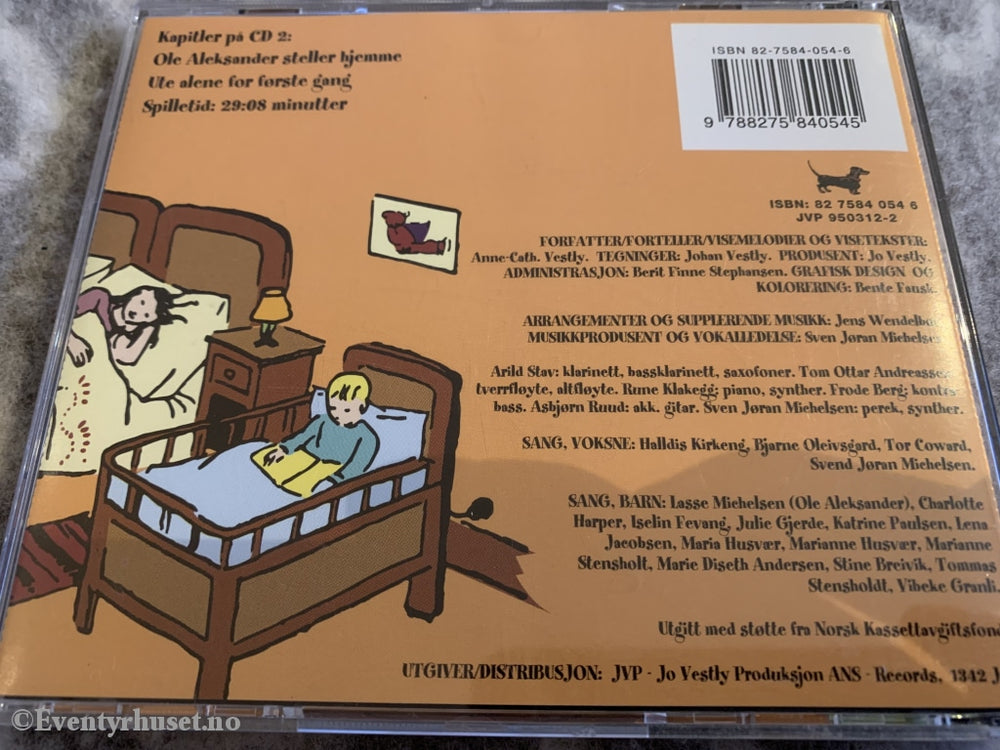 Kapitler på CD 2:
Ole Aleksander steller hjemme
Ute alene for første gang
Spilletid: 29:08 minutter
ISBN 82-7584-054-6
9 788275 840545
ISBN: 82 7584 054 6
JVP 950312-2
FORFATTER/FORTELLER/VISEMELODIER OG VISETEKSTER:
Anne-Cath. Vestly. TEGNINGER: Johan Vestly. PRODUSENT: Jo Vestly.
ADMINISTRASJON: Berit Finne Stephansen. GRAFISK DESIGN OG
KOLORERING: Bente Fausk.
ARRANGEMENTER OG SUPPLERENDE MUSIKK: Jens
MUSIKKPRODUSENT OG VOKALLEDELSE: Sven Jøran
Arild Stav: klarinett, bassklarinett, saxofoner. Tom Ottar
tverrfløyte, altfløyte. Rune Klakegg: piano, synther. Frode Berg:
bass. Asbjørn Ruud: akk. gitar. Sven Jøran Michelsen: perek, synther.
SANG, VOKSNE: Halldis Kirkeng, Bjarne Oleivsgard, Tor Coward,
Svend Jøran Michelsen.
SANG, BARN: Lasse Michelsen (Ole Aleksander), Charlotte
Harper, Iselin Fevang, Julie Gjerde, Katrine Paulsen, Lena
Jacobsen, Maria Husvær, Marianne Husvær, Marianne
Stensholt, Marie Diseth Andersen, Stine Breivik, Tommas
Stensholdt, Vibeke Granli.
Utgitt med støtte fra Norsk Kassettavgiftsfond
UTGIVER/DISTRIBUSJON: JVP - Jo Vestly Produksjon ANS - Records, 1342
©Eventyrhuset.no